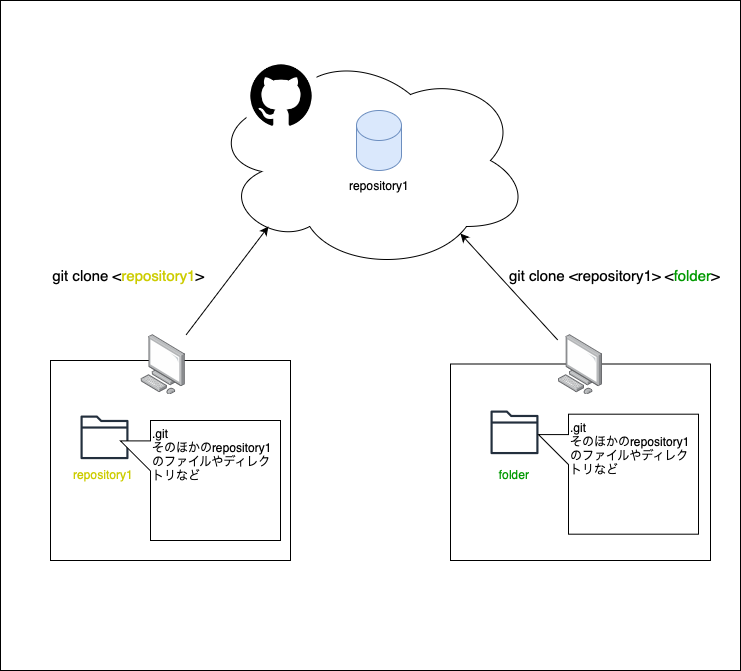 repository1
git clone <repository1>
git clone <repository1> <folder>
repository1
.git
そのほかのrepository1
のファイルやディレク
トリなど
folder
.git
そのほかのrepository1
のファイルやディレク
トリなど